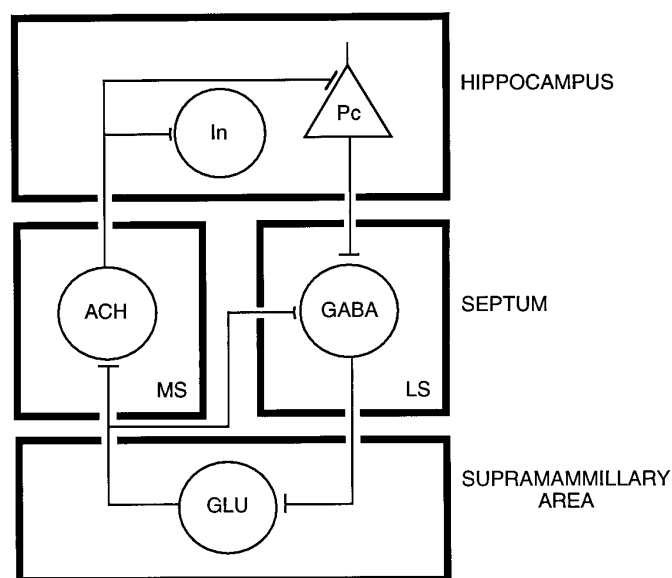 HIPPOCAMPUS
Pc
In
ACH
GABA
SEPTUM
MS
LS
SUPRAMAMMILLARY
AREA
GLU